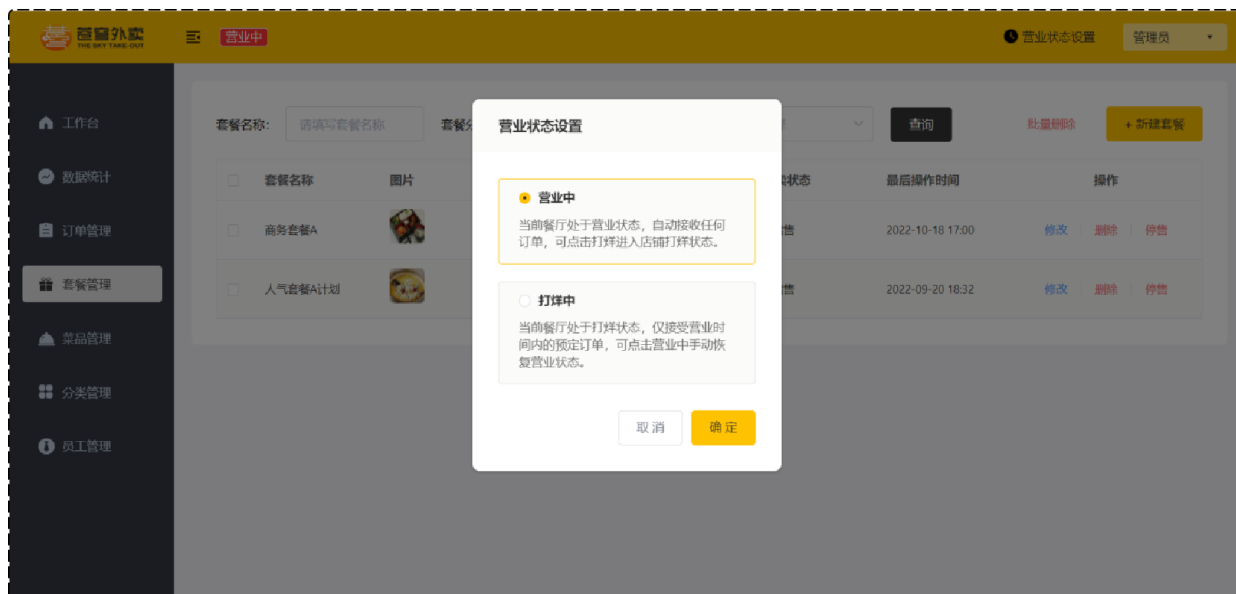 苍穹外卖
THE SKY TAKE-OUT
营业中
营业状态设置
管理员
工作台
数据统计
订单管理
套餐管理
菜品管理
分类管理
员工管理
套餐名称:
请填写套餐名称
套餐分
查询
批量删除
+ 新建套餐
套餐名称
图片
状态
最后操作时间
操作
商务套餐A
售
2022-10-18 17:00
修改
删除
停售
人气套餐A计划
售
2022-09-20 18:32
修改
删除
停售
营业状态设置
营业中
当前餐厅处于营业状态，自动接收任何
订单，可点击打烊进入店铺打烊状态。
打烊中
当前餐厅处于打烊状态，仅接受营业时
间内的预定订单，可点击营业中手动恢
复营业状态。
取 消
确 定